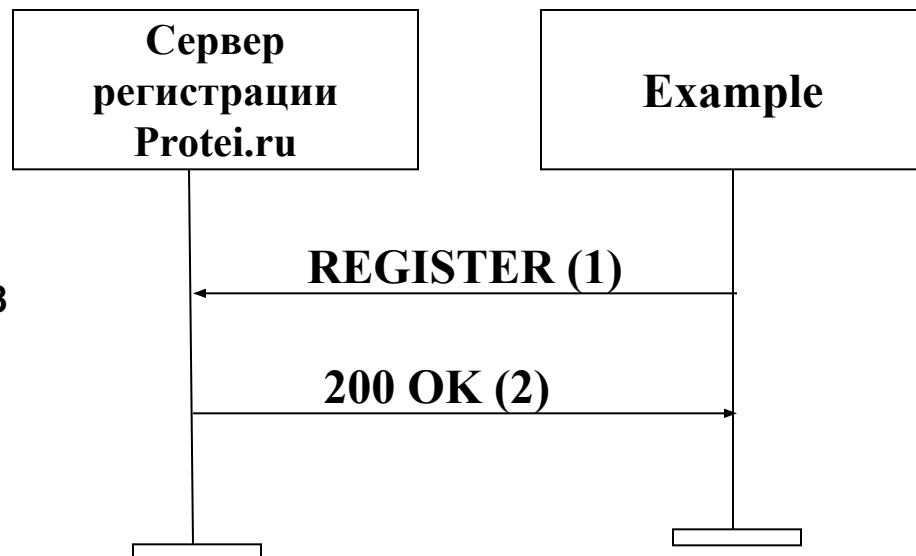 Сервер
регистрации
Protei.ru
Example
REGISTER (1)
200 OK (2)